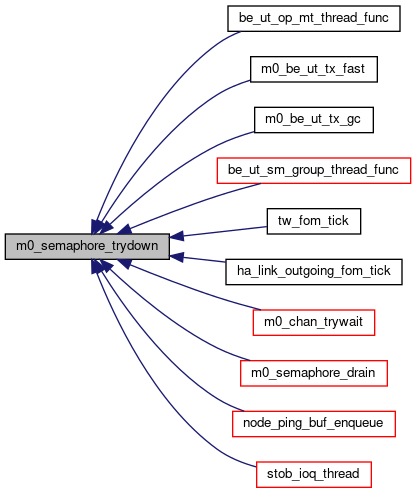 be_ut_op_mt_thread_func
m0_be_ut_tx_fast
m0_be_ut_tx_gc
be_ut_sm_group_thread_func
tw_fom_tick
m0_semaphore_trydown
ha_link_outgoing_fom_tick
m0_chan_trywait
m0_semaphore_drain
node_ping_buf_enqueue
stob_ioq_thread